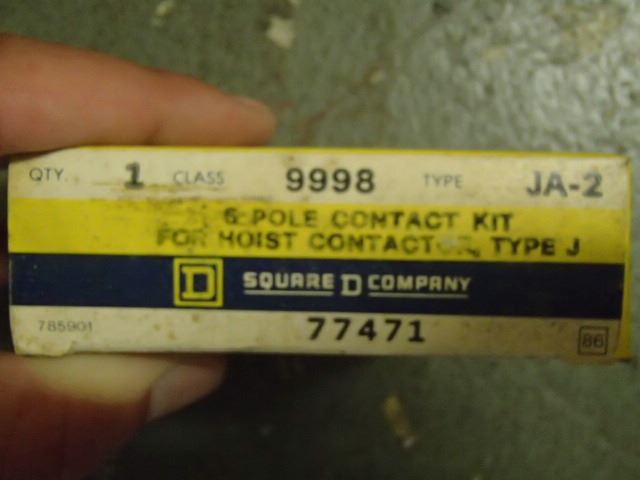 QTY. 1 CLASS 9998 TYPE JA-2
6 POLE CONTACT KIT
FOR HOIST CONTACTOR, TYPE J
D SQUARE D COMPANY
785901 77471 86